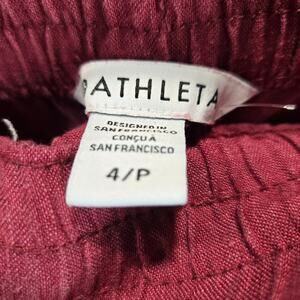 ATHLETA
DESIGNED IN
SAN FRANCISCO
CONÇU À
SAN FRANCISCO
4/P